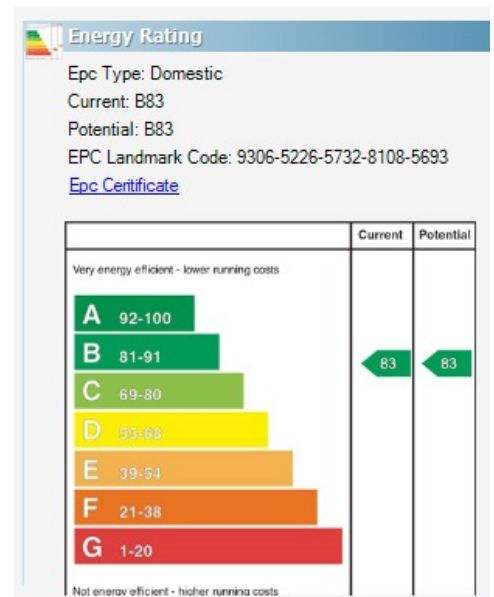 Energy Rating
Epc Type: Domestic
Current: B83
Potential: B83
EPC Landmark Code: 9306-5226-5732-8108-5693
Epc Ceritificate
Current Potential
Very energy efficient - lower running costs
A 92-100
B 81-91 83 83
C 69-80
D 55-68
E 39-54
F 21-38
G 1-20
Not energy efficient - higher running costs